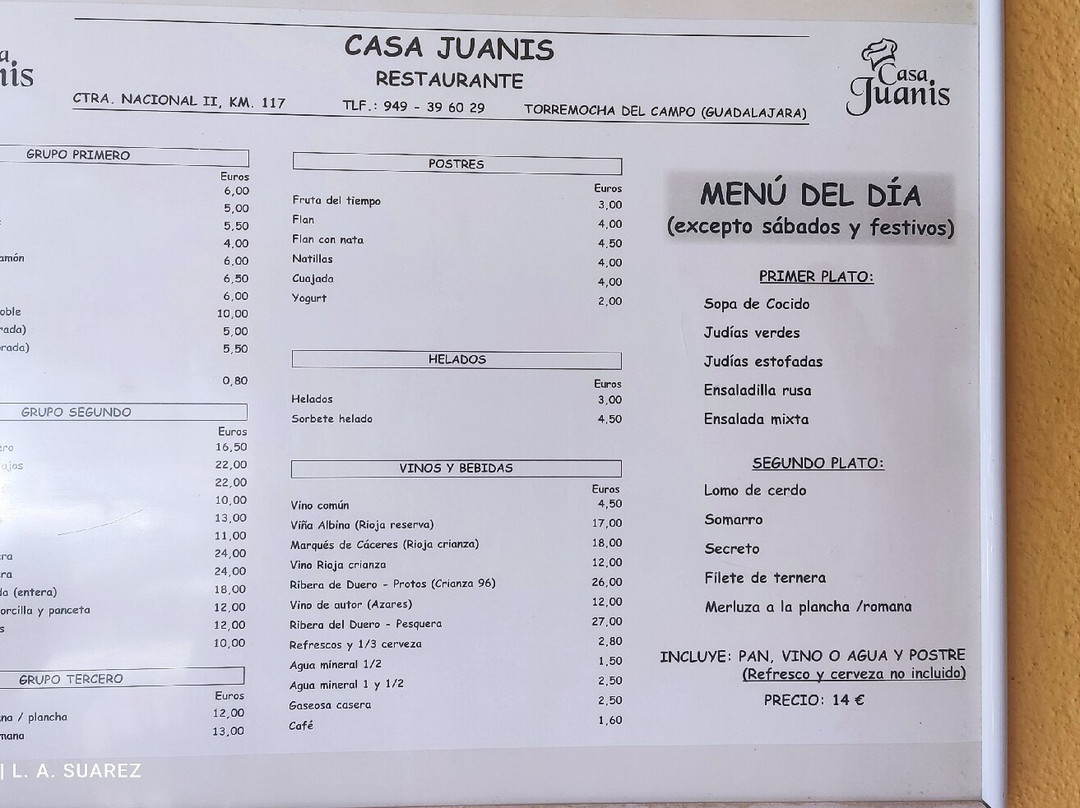 CASA JUANIS
RESTAURANTE
CTRA. NACIONAL II, KM. 117 TLF.: 949 - 39 60 29 TORREMOCHA DEL CAMPO (GUADALAJARA)
Casa
Juanis
GRUPO PRIMERO
Euros
6,00
5,00
5,50
4,00
6,00
6,50
6,00
10,00
5,00
5,50
0,80
GRUPO SEGUNDO
Euros
16,50
22,00
22,00
10,00
13,00
11,00
24,00
24,00
(entera) 18,00
y panceta 12,00
12,00
10,00
GRUPO TERCERO
Euros
/ plancha 12,00
13,00
POSTRES
Euros
Fruta del tiempo 3,00
Flan 4,00
Flan con nata 4,50
Natillas 4,00
Cuajada 4,00
Yogurt 2,00
HELADOS
Euros
Helados 3,00
Sorbete helado 4,50
VINOS Y BEBIDAS
Euros
Vino común 4,50
Viña Albina (Rioja reserva) 17,00
Marqués de Cáceres (Rioja crianza) 18,00
Vino Rioja crianza 12,00
Ribera de Duero - Protos (Crianza 96) 26,00
Vino de autor (Azares) 12,00
Ribera del Duero - Pesquera 27,00
Refrescos y 1/3 cerveza 2,80
Agua mineral 1/2 1,50
Agua mineral 1 y 1/2 2,50
Gaseosa casera 2,50
Café 1,60
MENÚ DEL DÍA
(excepto sábados y festivos)
PRIMER PLATO:
Sopa de Cocido
Judías verdes
Judías estofadas
Ensaladilla rusa
Ensalada mixta
SEGUNDO PLATO:
Lomo de cerdo
Somarro
Secreto
Filete de ternera
Merluza a la plancha /romana
INCLUYE: PAN, VINO O AGUA Y POSTRE
(Refresco y cerveza no incluido)
PRECIO: 14 €
| L. A. SUAREZ